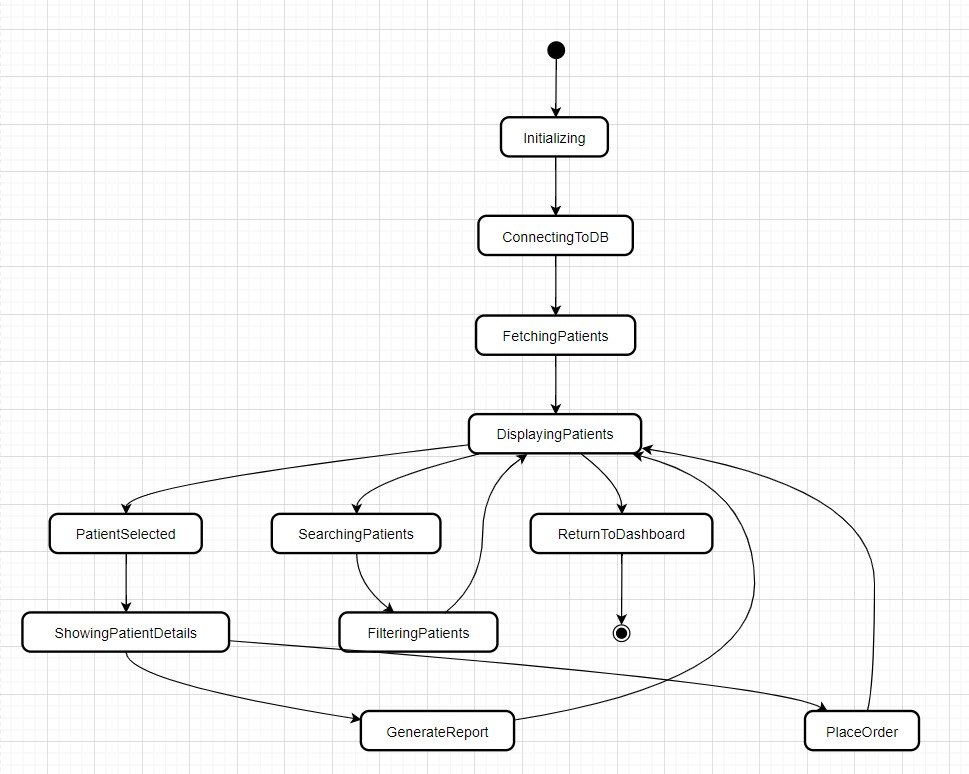 Initializing
ConnectingToDB
FetchingPatients
DisplayingPatients
PatientSelected
SearchingPatients
ReturnToDashboard
ShowingPatientDetails
FilteringPatients
GenerateReport
PlaceOrder